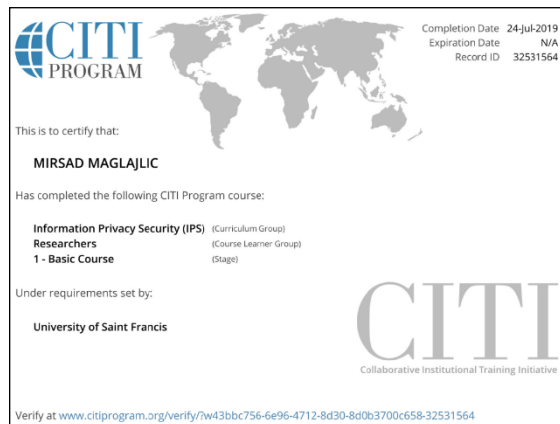 CITI
PROGRAM
Completion Date 24-Jul-2019
Expiration Date N/A
Record ID 32531564
This is to certify that:
MIRSAD MAGLAJLIC
Has completed the following CITI Program course:
Information Privacy Security (IPS) (Curriculum Group)
Researchers (Course Learner Group)
1 - Basic Course (Stage)
Under requirements set by:
University of Saint Francis
CITI
Collaborative Institutional Training Initiative
Verify at www.citiprogram.org/verify/?w43bbc756-6e96-4712-8d30-8d0b3700c658-32531564